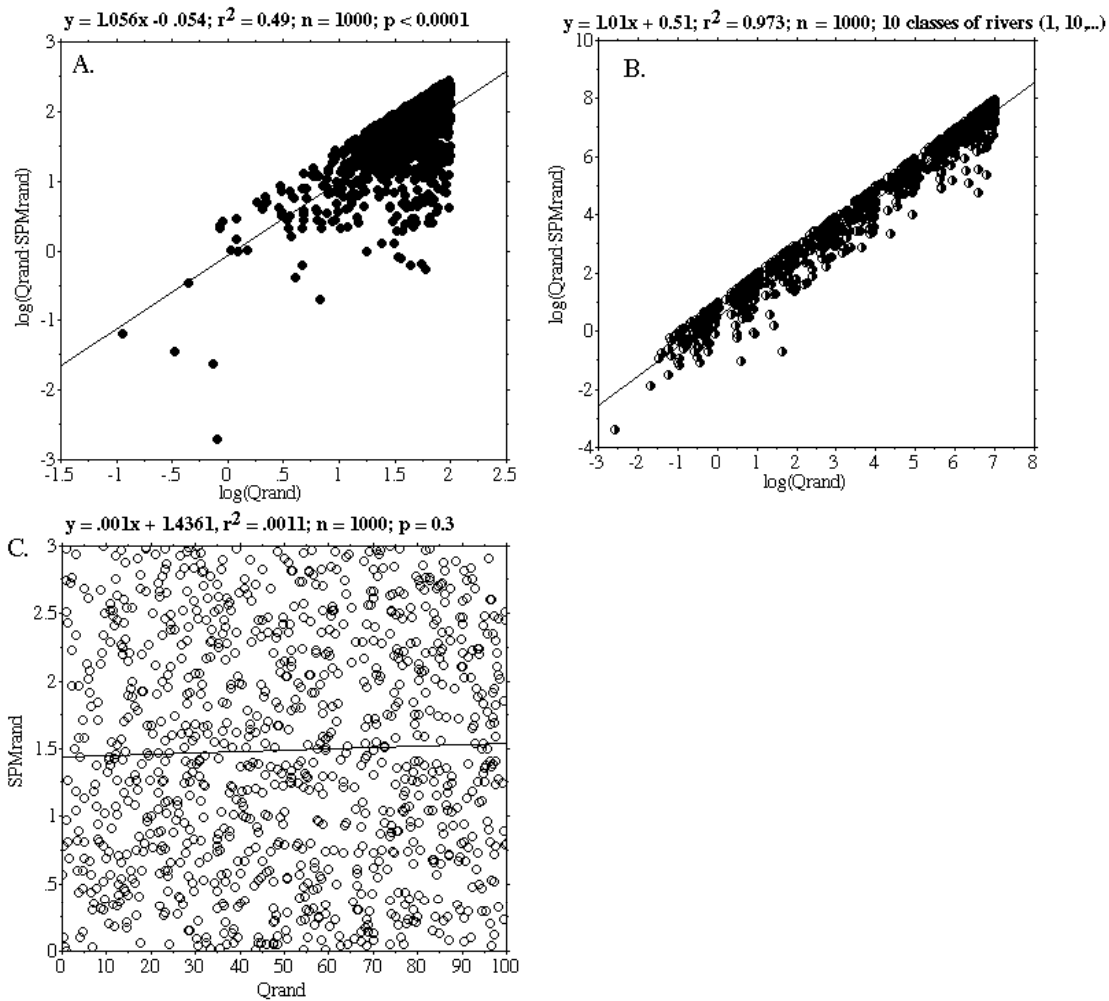 y = 1.056x -0 .054; r2 = 0.49; n = 1000; p < 0.0001
A.
3
2
1
0
-1
-2
-3
log(Qrand·SPMrand)
-1.5 -1 -.5 0 .5 1 1.5 2 2.5
log(Qrand)
y = 1.01x + 0.51; r2 = 0.973; n = 1000; 10 classes of rivers (1, 10,..)
B.
10
8
6
4
2
0
-2
-4
log(Qrand·SPMrand)
-3 -2 -1 0 1 2 3 4 5 6 7 8
log(Qrand)
y = .001x + 1.4361, r2 = .0011; n = 1000; p = 0.3
C.
3
2.5
2
1.5
1
.5
0
SPMrand
0 10 20 30 40 50 60 70 80 90 100
Qrand